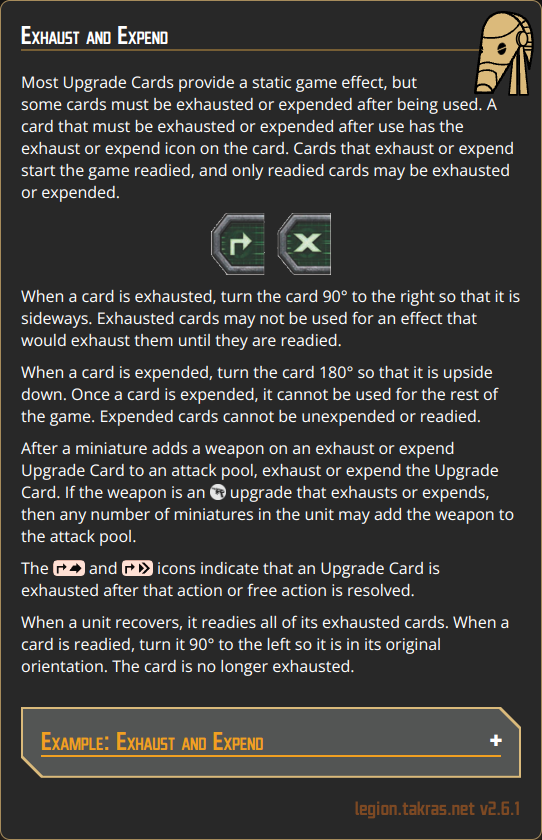 Exhaust and Expend
Most Upgrade Cards provide a static game effect, but
some cards must be exhausted or expended after being used. A
card that must be exhausted or expended after use has the
exhaust or expend icon on the card. Cards that exhaust or expend
start the game readied, and only readied cards may be exhausted
or expended.
When a card is exhausted, turn the card 90° to the right so that it is
sideways. Exhausted cards may not be used for an effect that
would exhaust them until they are readied.
When a card is expended, turn the card 180° so that it is upside
down. Once a card is expended, it cannot be used for the rest of
the game. Expended cards cannot be unexpended or readied.
After a miniature adds a weapon on an exhaust or expend
Upgrade Card to an attack pool, exhaust or expend the Upgrade
Card. If the weapon is an upgrade that exhausts or expends,
then any number of miniatures in the unit may add the weapon to
the attack pool.
The and icons indicate that an Upgrade Card is
exhausted after that action or free action is resolved.
When a unit recovers, it readies all of its exhausted cards. When a
card is readied, turn it 90° to the left so it is in its original
orientation. The card is no longer exhausted.
Example: Exhaust and Expend +
legion.takras.net v2.6.1